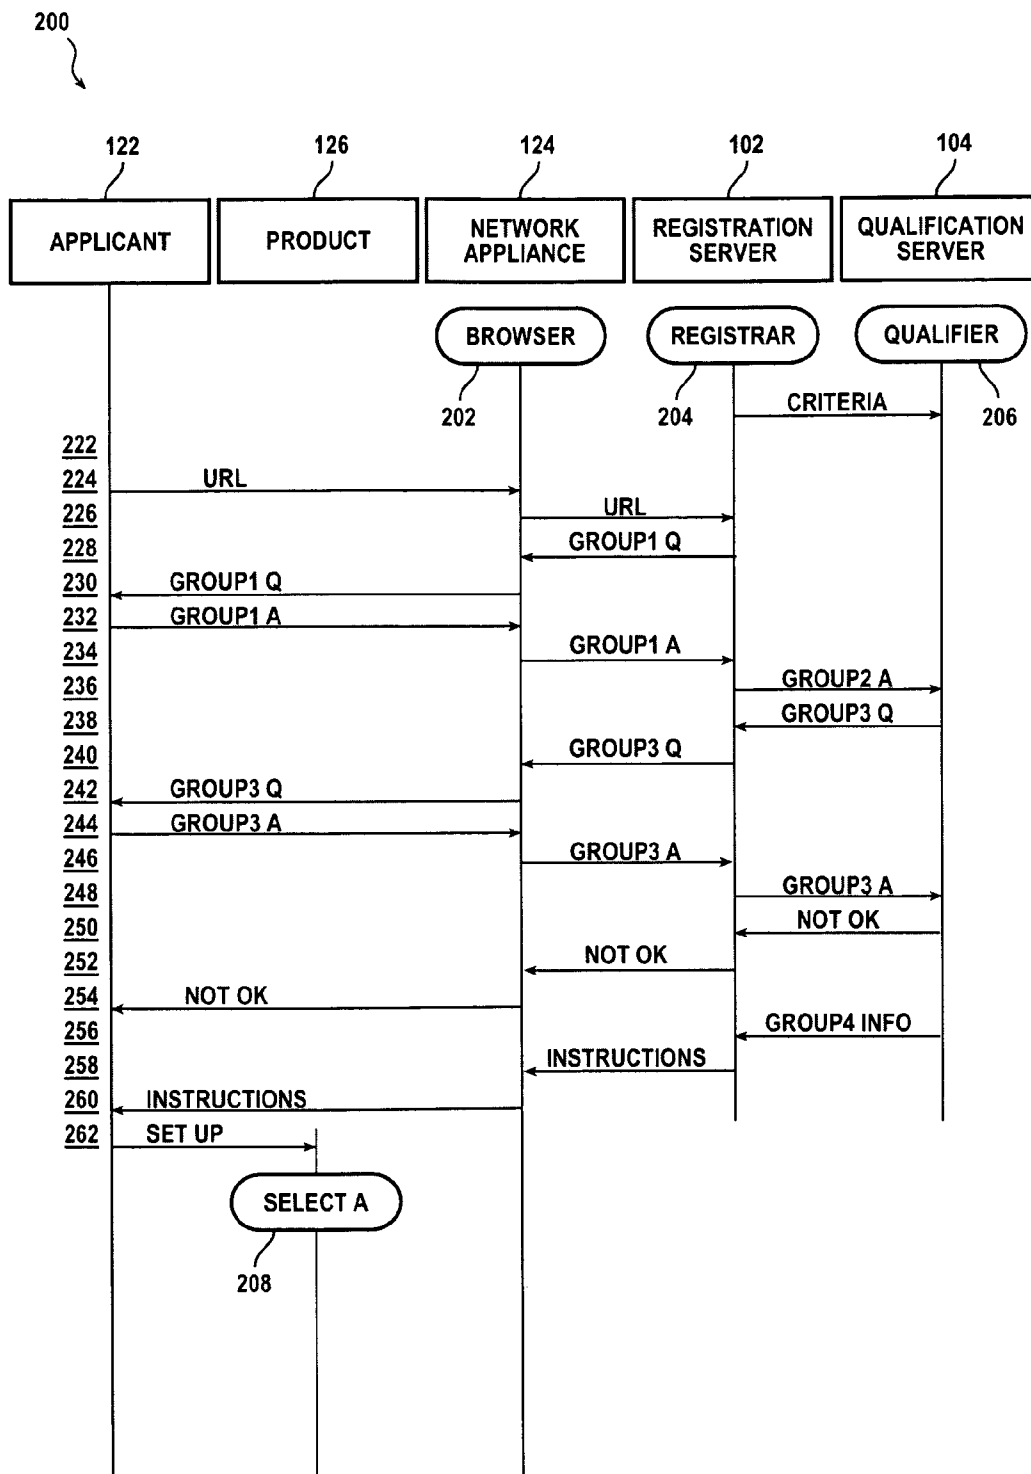 200
122
126
124
102
104
APPLICANT
PRODUCT
NETWORK
APPLIANCE
REGISTRATION
SERVER
QUALIFICATION
SERVER
BROWSER
REGISTRAR
QUALIFIER
202
204
206
CRITERIA
222
224 URL
226 URL
228 GROUP1 Q
230 GROUP1 Q
232 GROUP1 A
234 GROUP1 A
236 GROUP2 A
238 GROUP3 Q
240 GROUP3 Q
242 GROUP3 Q
244 GROUP3 A
246 GROUP3 A
248 GROUP3 A
250 NOT OK
252 NOT OK
254 NOT OK
256 GROUP4 INFO
258 INSTRUCTIONS
260 INSTRUCTIONS
262 SET UP
SELECT A
208